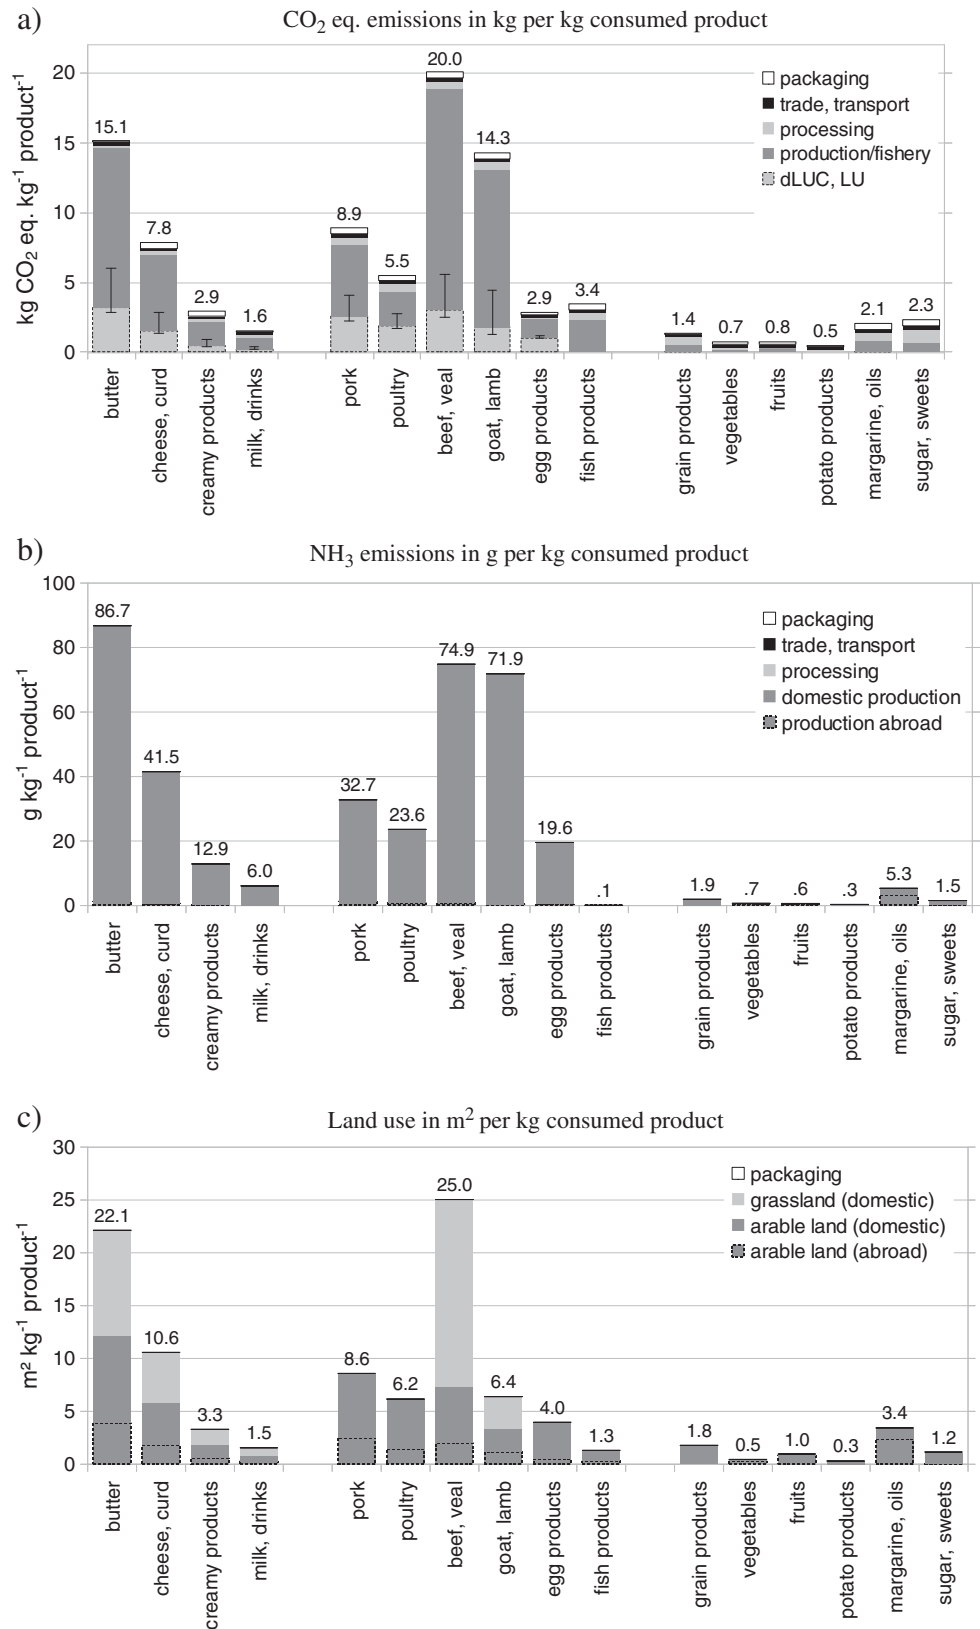 a)
CO2 eq. emissions in kg per kg consumed product
kg CO2 eq. kg-1 product-1
20
15
10
5
0
15.1
7.8
2.9
1.6
8.9
5.5
20.0
14.3
2.9
3.4
1.4
0.7
0.8
0.5
2.1
2.3
packaging
trade, transport
processing
production/fishery
dLUC, LU
butter
cheese, curd
creamy products
milk, drinks
pork
poultry
beef, veal
goat, lamb
egg products
fish products
grain products
vegetables
fruits
potato products
margarine, oils
sugar, sweets
b)
NH3 emissions in g per kg consumed product
g kg-1 product-1
100
80
60
40
20
0
86.7
41.5
12.9
6.0
32.7
23.6
74.9
71.9
19.6
.1
1.9
.7
.6
.3
5.3
1.5
packaging
trade, transport
processing
domestic production
production abroad
butter
cheese, curd
creamy products
milk, drinks
pork
poultry
beef, veal
goat, lamb
egg products
fish products
grain products
vegetables
fruits
potato products
margarine, oils
sugar, sweets
c)
Land use in m2 per kg consumed product
m² kg-1 product-1
30
25
20
15
10
5
0
22.1
10.6
3.3
1.5
8.6
6.2
25.0
6.4
4.0
1.3
1.8
0.5
1.0
0.3
3.4
1.2
packaging
grassland (domestic)
arable land (domestic)
arable land (abroad)
butter
cheese, curd
creamy products
milk, drinks
pork
poultry
beef, veal
goat, lamb
egg products
fish products
grain products
vegetables
fruits
potato products
margarine, oils
sugar, sweets